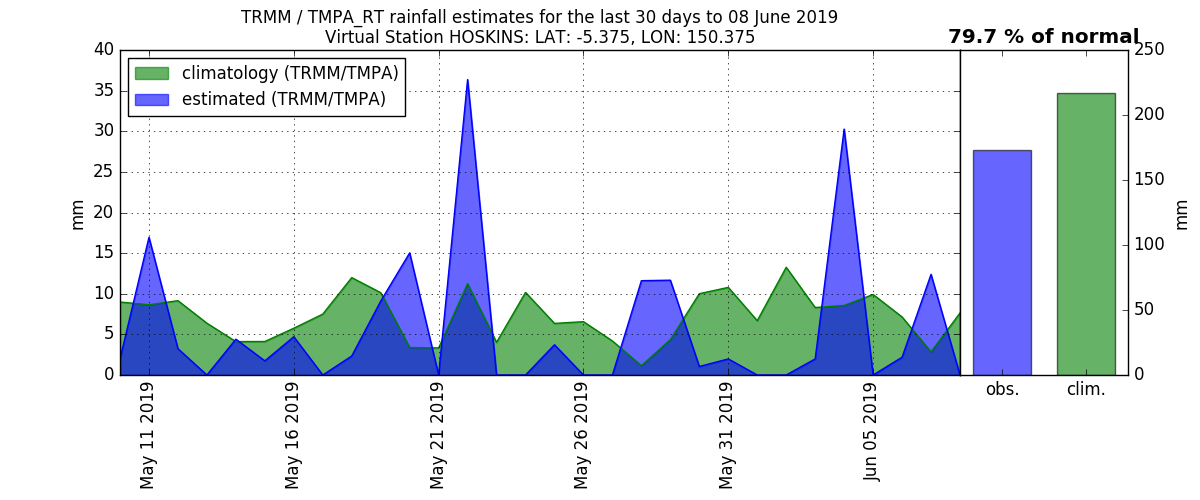 TRMM / TMPA_RT rainfall estimates for the last 30 days to 08 June 2019
Virtual Station HOSKINS: LAT: -5.375, LON: 150.375
79.7 % of normal
climatology (TRMM/TMPA)
estimated (TRMM/TMPA)
40
35
30
25
20
15
10
5
0
mm
May 11 2019
May 16 2019
May 21 2019
May 26 2019
May 31 2019
Jun 05 2019
obs.
clim.
250
200
150
100
50
0
mm